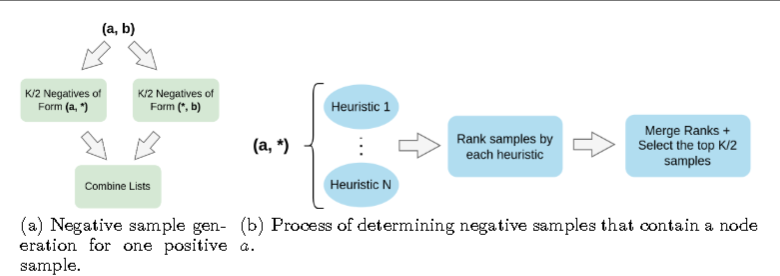 (a, b)
K/2 Negatives of
Form (a, *)
K/2 Negatives of
Form (*, b)
Combine Lists
(a) Negative sample gen-
eration for one positive
sample.
(a, *)
Heuristic 1
⋮
Heuristic N
Rank samples by
each heuristic
Merge Ranks +
Select the top K/2
samples
(b) Process of determining negative samples that contain a node
a.